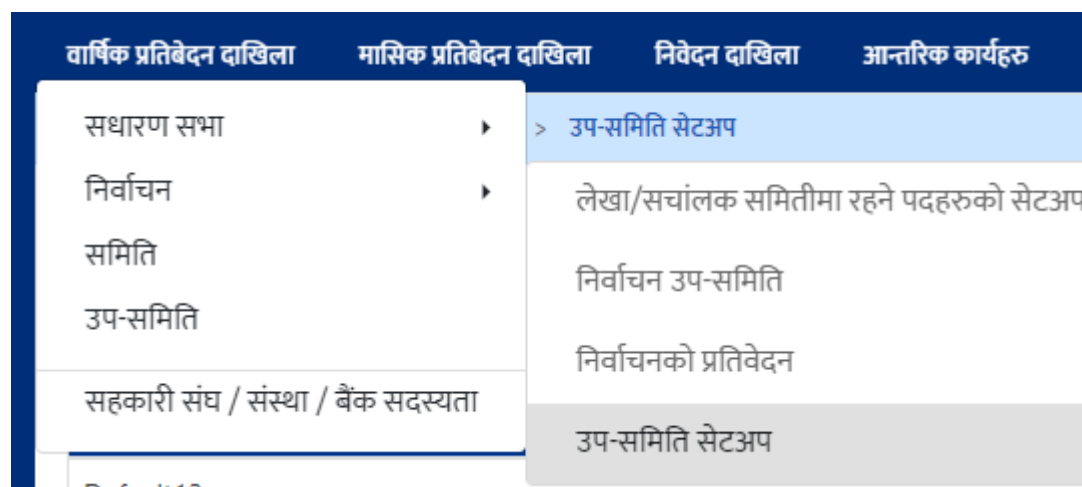 वार्षिक प्रतिबेदन दाखिला मासिक प्रतिबेदन दाखिला निवेदन दाखिला आन्तरिक कार्यहरु
> उप-समिति सेटअप
सधारण सभा
निर्वाचन
समिति
उप-समिति
सहकारी संघ / संस्था / बैंक सदस्यता
लेखा/सचांलक समितीमा रहने पदहरुको सेटअप
निर्वाचन उप-समिति
निर्वाचनको प्रतिवेदन
उप-समिति सेटअप